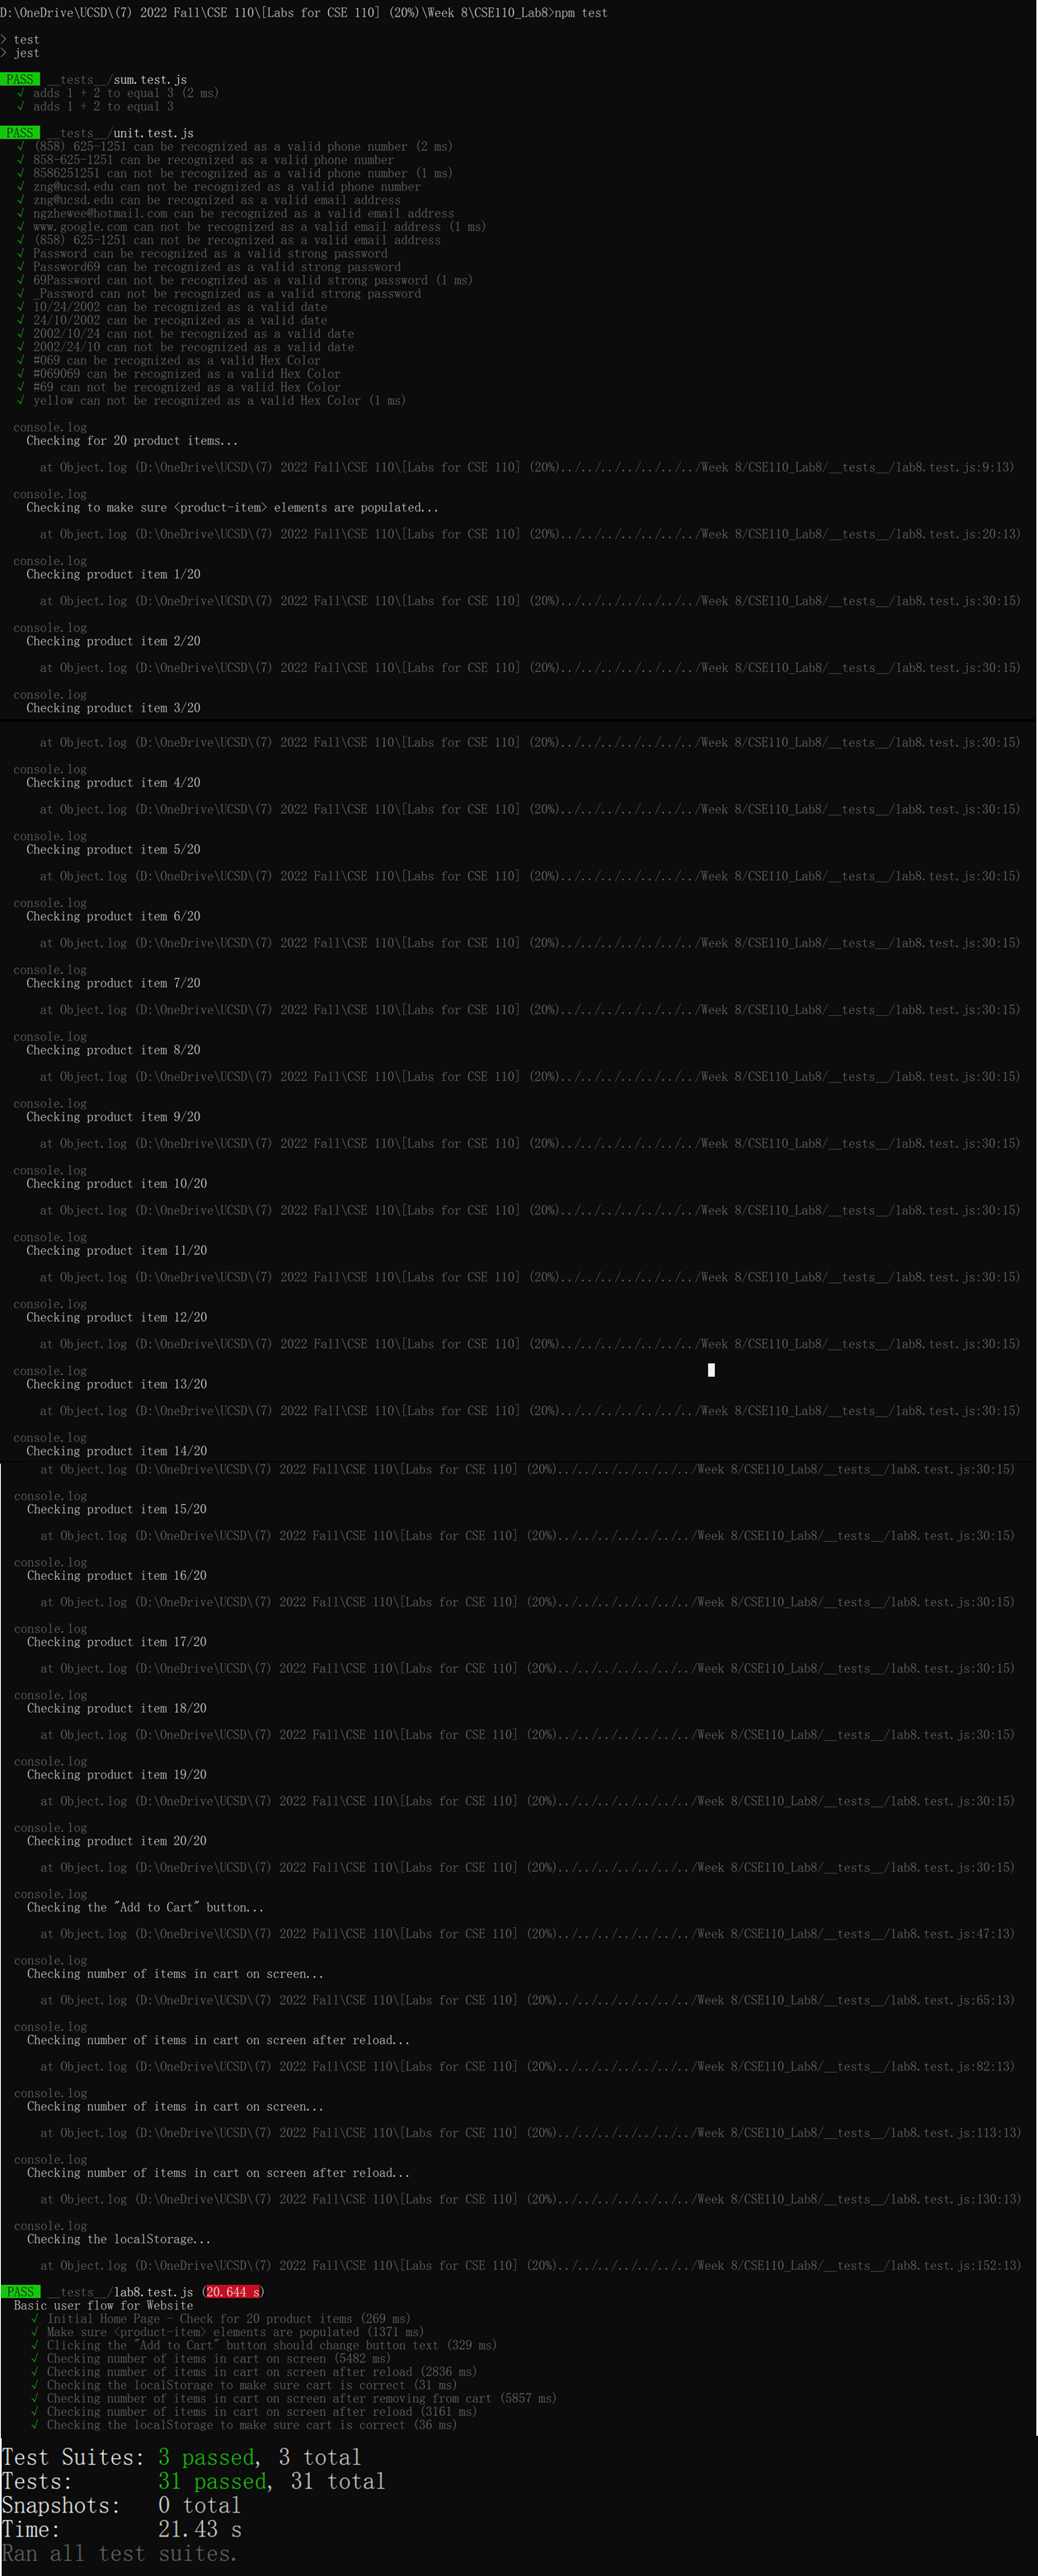 D:\OneDrive\UCSD\(7) 2022 Fall\CSE 110\[Labs for CSE 110] (20%)\Week 8\CSE110_Lab8>npm test
> test
> jest
PASS __tests__/sum.test.js
√ adds 1 + 2 to equal 3 (2 ms)
√ adds 1 + 2 to equal 3
PASS __tests__/unit.test.js
√ (858) 625-1251 can be recognized as a valid phone number (2 ms)
√ 858-625-1251 can be recognized as a valid phone number
√ 8586251251 can not be recognized as a valid phone number (1 ms)
√ zng@ucsd.edu can not be recognized as a valid phone number
√ zng@ucsd.edu can be recognized as a valid email address
√ ngzhewee@hotmail.com can be recognized as a valid email address
√ www.google.com can not be recognized as a valid email address (1 ms)
√ (858) 625-1251 can not be recognized as a valid email address
√ Password can be recognized as a valid strong password
√ Password69 can be recognized as a valid strong password
√ 69Password can not be recognized as a valid strong password (1 ms)
√ _Password can not be recognized as a valid strong password
√ 10/24/2002 can be recognized as a valid date
√ 24/10/2002 can be recognized as a valid date
√ 2002/10/24 can not be recognized as a valid date
√ 2002/24/10 can not be recognized as a valid date
√ #069 can be recognized as a valid Hex Color
√ #069069 can be recognized as a valid Hex Color
√ #69 can not be recognized as a valid Hex Color
√ yellow can not be recognized as a valid Hex Color (1 ms)
console.log
Checking for 20 product items...
at Object.log (D:\OneDrive\UCSD\(7) 2022 Fall\CSE 110\[Labs for CSE 110] (20%)../../../../../../../Week 8/CSE110_Lab8/__tests__/lab8.test.js:9:13)
console.log
Checking to make sure <product-item> elements are populated...
at Object.log (D:\OneDrive\UCSD\(7) 2022 Fall\CSE 110\[Labs for CSE 110] (20%)../../../../../../../Week 8/CSE110_Lab8/__tests__/lab8.test.js:20:13)
console.log
Checking product item 1/20
at Object.log (D:\OneDrive\UCSD\(7) 2022 Fall\CSE 110\[Labs for CSE 110] (20%)../../../../../../../Week 8/CSE110_Lab8/__tests__/lab8.test.js:30:15)
console.log
Checking product item 2/20
at Object.log (D:\OneDrive\UCSD\(7) 2022 Fall\CSE 110\[Labs for CSE 110] (20%)../../../../../../../Week 8/CSE110_Lab8/__tests__/lab8.test.js:30:15)
console.log
Checking product item 3/20
at Object.log (D:\OneDrive\UCSD\(7) 2022 Fall\CSE 110\[Labs for CSE 110] (20%)../../../../../../../Week 8/CSE110_Lab8/__tests__/lab8.test.js:30:15)
console.log
Checking product item 4/20
at Object.log (D:\OneDrive\UCSD\(7) 2022 Fall\CSE 110\[Labs for CSE 110] (20%)../../../../../../../Week 8/CSE110_Lab8/__tests__/lab8.test.js:30:15)
console.log
Checking product item 5/20
at Object.log (D:\OneDrive\UCSD\(7) 2022 Fall\CSE 110\[Labs for CSE 110] (20%)../../../../../../../Week 8/CSE110_Lab8/__tests__/lab8.test.js:30:15)
console.log
Checking product item 6/20
at Object.log (D:\OneDrive\UCSD\(7) 2022 Fall\CSE 110\[Labs for CSE 110] (20%)../../../../../../../Week 8/CSE110_Lab8/__tests__/lab8.test.js:30:15)
console.log
Checking product item 7/20
at Object.log (D:\OneDrive\UCSD\(7) 2022 Fall\CSE 110\[Labs for CSE 110] (20%)../../../../../../../Week 8/CSE110_Lab8/__tests__/lab8.test.js:30:15)
console.log
Checking product item 8/20
at Object.log (D:\OneDrive\UCSD\(7) 2022 Fall\CSE 110\[Labs for CSE 110] (20%)../../../../../../../Week 8/CSE110_Lab8/__tests__/lab8.test.js:30:15)
console.log
Checking product item 9/20
at Object.log (D:\OneDrive\UCSD\(7) 2022 Fall\CSE 110\[Labs for CSE 110] (20%)../../../../../../../Week 8/CSE110_Lab8/__tests__/lab8.test.js:30:15)
console.log
Checking product item 10/20
at Object.log (D:\OneDrive\UCSD\(7) 2022 Fall\CSE 110\[Labs for CSE 110] (20%)../../../../../../../Week 8/CSE110_Lab8/__tests__/lab8.test.js:30:15)
console.log
Checking product item 11/20
at Object.log (D:\OneDrive\UCSD\(7) 2022 Fall\CSE 110\[Labs for CSE 110] (20%)../../../../../../../Week 8/CSE110_Lab8/__tests__/lab8.test.js:30:15)
console.log
Checking product item 12/20
at Object.log (D:\OneDrive\UCSD\(7) 2022 Fall\CSE 110\[Labs for CSE 110] (20%)../../../../../../../Week 8/CSE110_Lab8/__tests__/lab8.test.js:30:15)
console.log
Checking product item 13/20
at Object.log (D:\OneDrive\UCSD\(7) 2022 Fall\CSE 110\[Labs for CSE 110] (20%)../../../../../../../Week 8/CSE110_Lab8/__tests__/lab8.test.js:30:15)
console.log
Checking product item 14/20
at Object.log (D:\OneDrive\UCSD\(7) 2022 Fall\CSE 110\[Labs for CSE 110] (20%)../../../../../../../Week 8/CSE110_Lab8/__tests__/lab8.test.js:30:15)
console.log
Checking product item 15/20
at Object.log (D:\OneDrive\UCSD\(7) 2022 Fall\CSE 110\[Labs for CSE 110] (20%)../../../../../../../Week 8/CSE110_Lab8/__tests__/lab8.test.js:30:15)
console.log
Checking product item 16/20
at Object.log (D:\OneDrive\UCSD\(7) 2022 Fall\CSE 110\[Labs for CSE 110] (20%)../../../../../../../Week 8/CSE110_Lab8/__tests__/lab8.test.js:30:15)
console.log
Checking product item 17/20
at Object.log (D:\OneDrive\UCSD\(7) 2022 Fall\CSE 110\[Labs for CSE 110] (20%)../../../../../../../Week 8/CSE110_Lab8/__tests__/lab8.test.js:30:15)
console.log
Checking product item 18/20
at Object.log (D:\OneDrive\UCSD\(7) 2022 Fall\CSE 110\[Labs for CSE 110] (20%)../../../../../../../Week 8/CSE110_Lab8/__tests__/lab8.test.js:30:15)
console.log
Checking product item 19/20
at Object.log (D:\OneDrive\UCSD\(7) 2022 Fall\CSE 110\[Labs for CSE 110] (20%)../../../../../../../Week 8/CSE110_Lab8/__tests__/lab8.test.js:30:15)
console.log
Checking product item 20/20
at Object.log (D:\OneDrive\UCSD\(7) 2022 Fall\CSE 110\[Labs for CSE 110] (20%)../../../../../../../Week 8/CSE110_Lab8/__tests__/lab8.test.js:30:15)
console.log
Checking the "Add to Cart" button...
at Object.log (D:\OneDrive\UCSD\(7) 2022 Fall\CSE 110\[Labs for CSE 110] (20%)../../../../../../../Week 8/CSE110_Lab8/__tests__/lab8.test.js:47:13)
console.log
Checking number of items in cart on screen...
at Object.log (D:\OneDrive\UCSD\(7) 2022 Fall\CSE 110\[Labs for CSE 110] (20%)../../../../../../../Week 8/CSE110_Lab8/__tests__/lab8.test.js:65:13)
console.log
Checking number of items in cart on screen after reload...
at Object.log (D:\OneDrive\UCSD\(7) 2022 Fall\CSE 110\[Labs for CSE 110] (20%)../../../../../../../Week 8/CSE110_Lab8/__tests__/lab8.test.js:82:13)
console.log
Checking number of items in cart on screen...
at Object.log (D:\OneDrive\UCSD\(7) 2022 Fall\CSE 110\[Labs for CSE 110] (20%)../../../../../../../Week 8/CSE110_Lab8/__tests__/lab8.test.js:113:13)
console.log
Checking number of items in cart on screen after reload...
at Object.log (D:\OneDrive\UCSD\(7) 2022 Fall\CSE 110\[Labs for CSE 110] (20%)../../../../../../../Week 8/CSE110_Lab8/__tests__/lab8.test.js:130:13)
console.log
Checking the localStorage...
at Object.log (D:\OneDrive\UCSD\(7) 2022 Fall\CSE 110\[Labs for CSE 110] (20%)../../../../../../../Week 8/CSE110_Lab8/__tests__/lab8.test.js:152:13)
PASS __tests__/lab8.test.js (20.644 s)
Basic user flow for Website
√ Initial Home Page - Check for 20 product items (269 ms)
√ Make sure <product-item> elements are populated (1371 ms)
√ Clicking the "Add to Cart" button should change button text (329 ms)
√ Checking number of items in cart on screen (5482 ms)
√ Checking number of items in cart on screen after reload (2836 ms)
√ Checking the localStorage to make sure cart is correct (31 ms)
√ Checking number of items in cart on screen after removing from cart (5857 ms)
√ Checking number of items in cart on screen after reload (3161 ms)
√ Checking the localStorage to make sure cart is correct (36 ms)
Test Suites: 3 passed, 3 total
Tests: 31 passed, 31 total
Snapshots: 0 total
Time: 21.43 s
Ran all test suites.